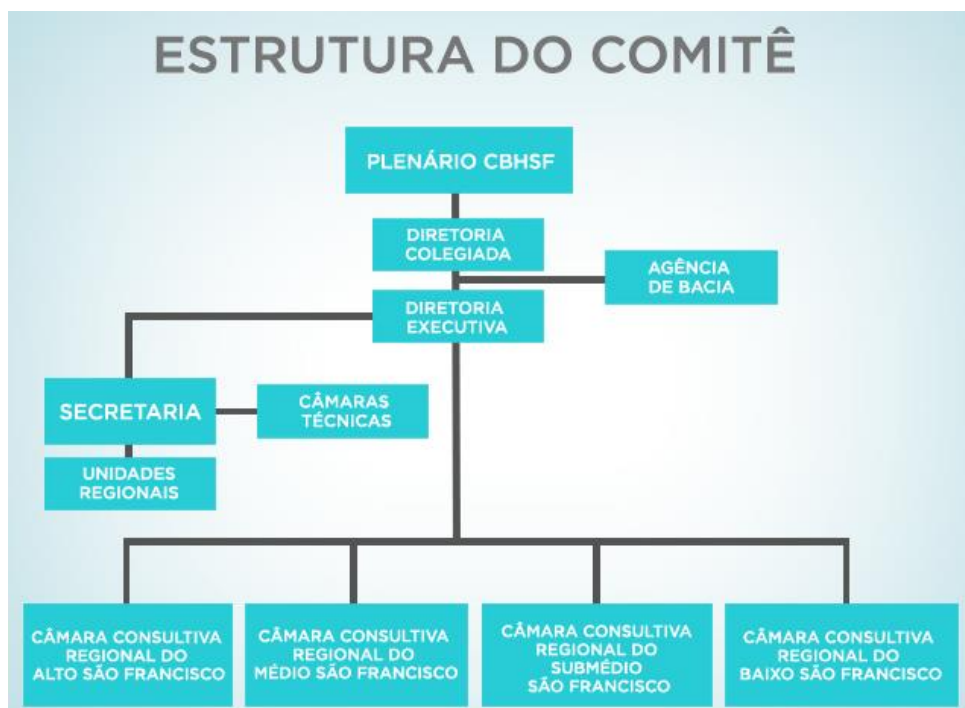 ESTRUTURA DO COMITÊ
PLENÁRIO CBHSF
DIRETORIA
COLEGIADA
AGÊNCIA
DE BACIA
DIRETORIA
EXECUTIVA
SECRETARIA
CÂMARAS
TÉCNICAS
UNIDADES
REGIONAIS
CÂMARA CONSULTIVA
REGIONAL DO
ALTO SÃO FRANCISCO
CÂMARA CONSULTIVA
REGIONAL DO
MÉDIO SÃO FRANCISCO
CÂMARA CONSULTIVA
REGIONAL DO
SUBMÉDIO
SÃO FRANCISCO
CÂMARA CONSULTIVA
REGIONAL DO
BAIXO SÃO FRANCISCO